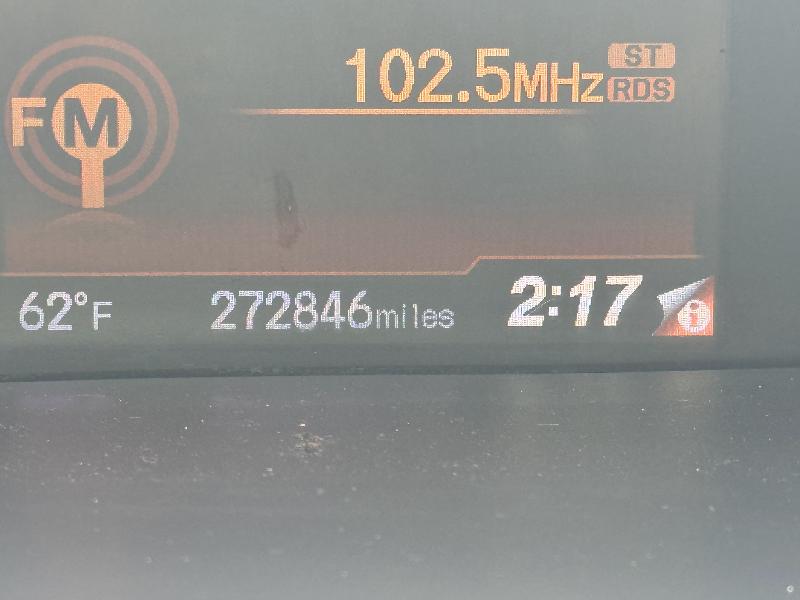 FM
102.5MHz ST
RDS
62°F 272846miles 2:17 i